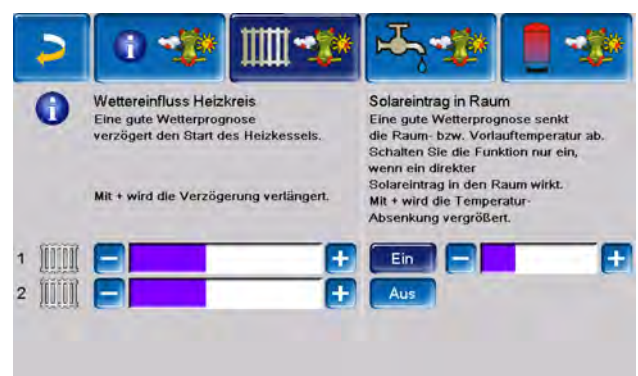 Wettereinfluss Heizkreis
Eine gute Wetterprognose
verzögert den Start des Heizkessels.
Mit + wird die Verzögerung verlängert.
Solareintrag in Raum
Eine gute Wetterprognose senkt
die Raum- bzw. Vorlauftemperatur ab.
Schalten Sie die Funktion nur ein,
wenn ein direkter
Solareintrag in den Raum wirkt.
Mit + wird die Temperatur-
Absenkung vergrößert.
1 - + Ein - +
2 - + Aus